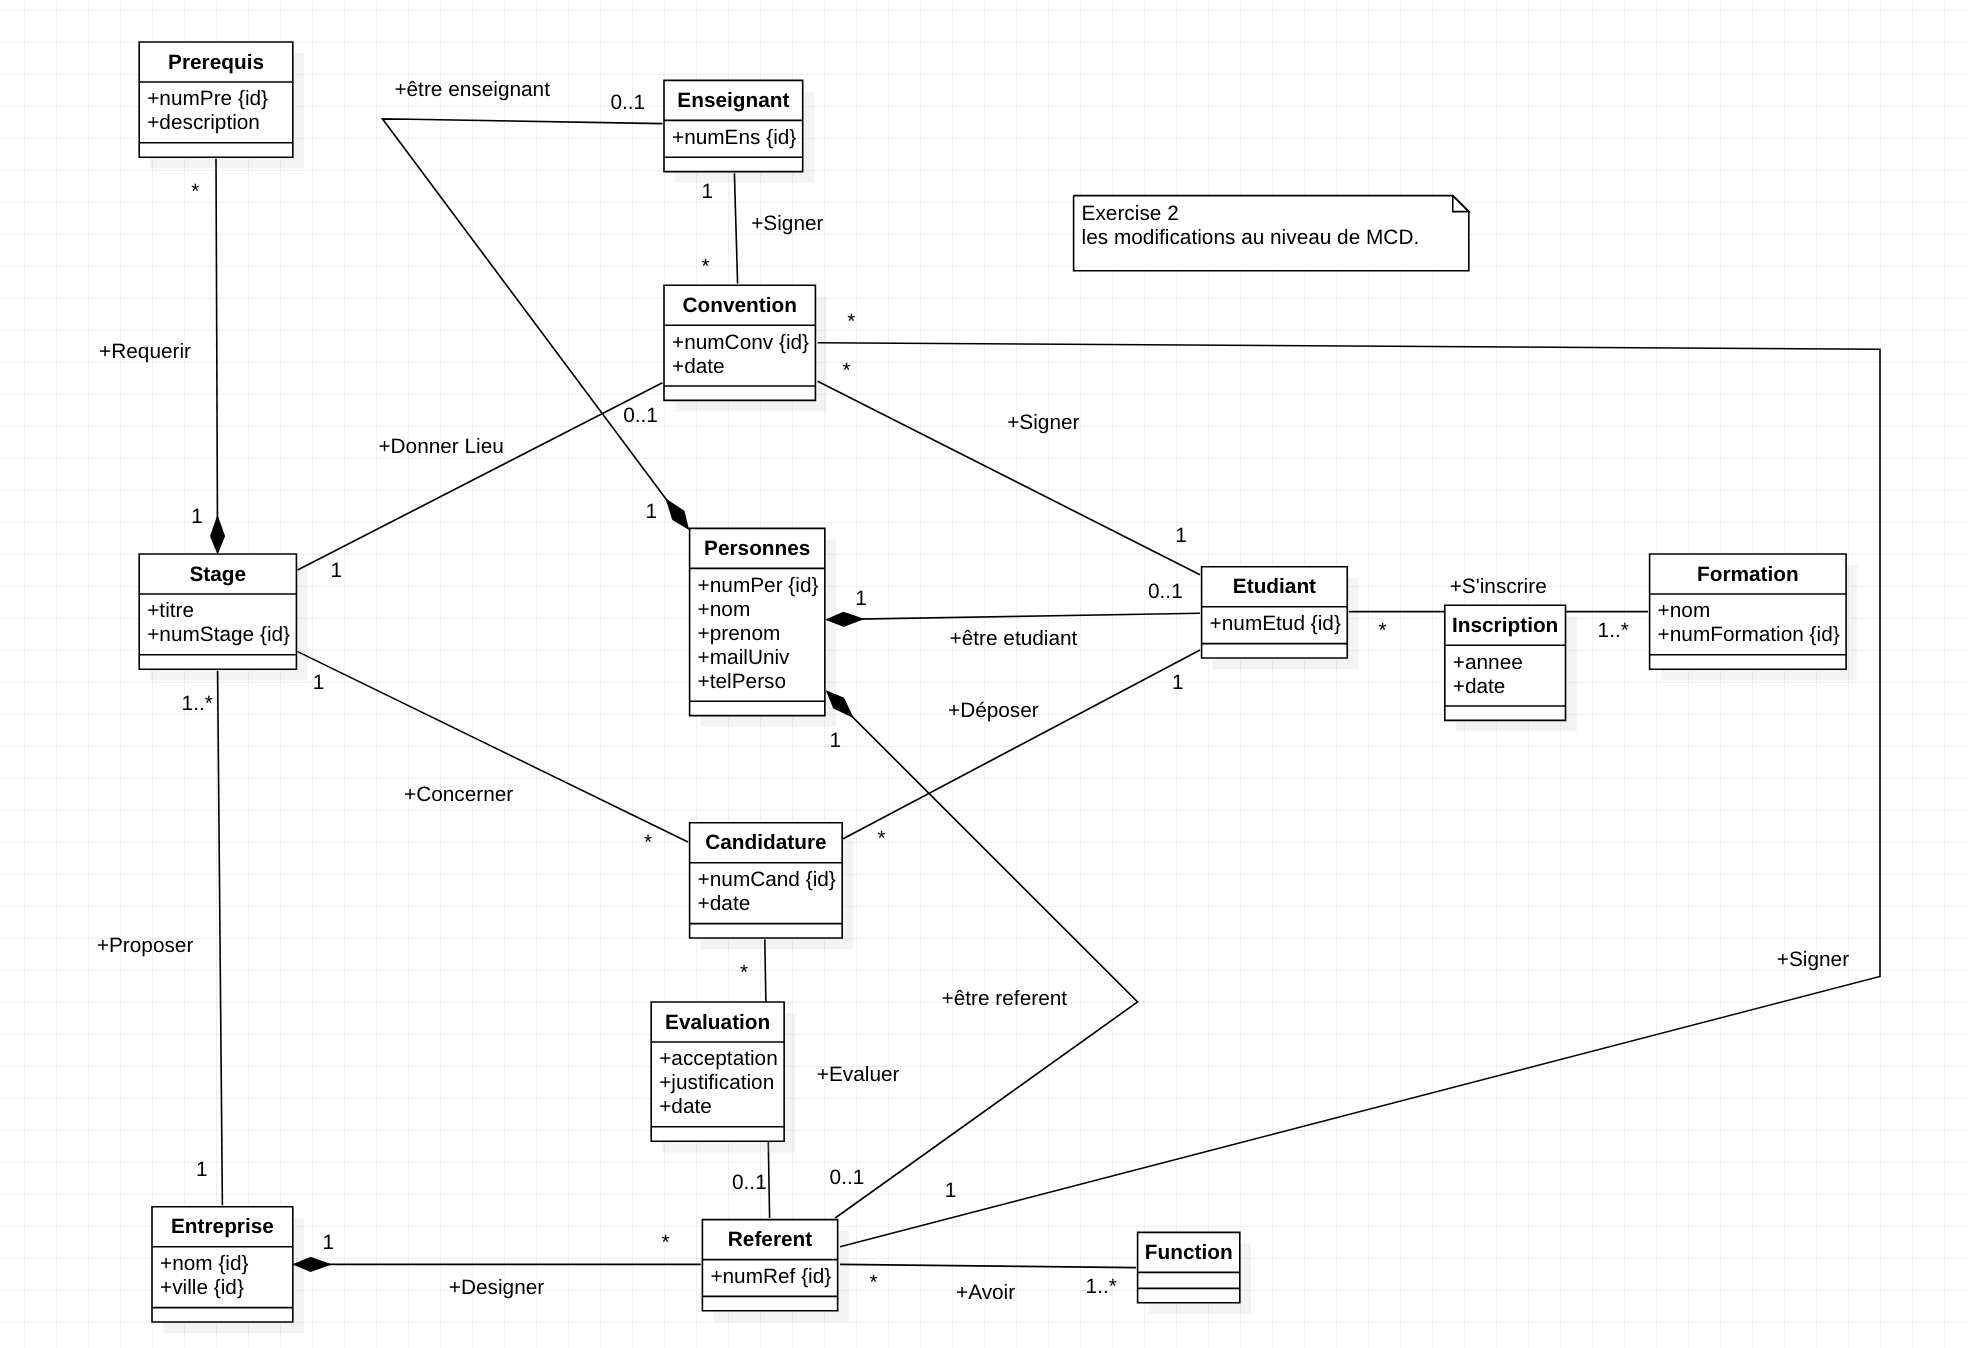 Prerequis
+numPre {id}
+description
+être enseignant
0..1
Enseignant
+numEns {id}
*
1
+Signer
Exercise 2
les modifications au niveau de MCD.
*
Convention
+numConv {id}
+date
*
*
+Requerir
0..1
+Donner Lieu
+Signer
1
1
Personnes
+numPer {id}
+nom
+prenom
+mailUniv
+telPerso
1
Stage
+titre
+numStage {id}
1
1
0..1
+être etudiant
Etudiant
+numEtud {id}
+S'inscrire
*
1..*
Inscription
+annee
+date
Formation
+nom
+numFormation {id}
1
1..*
1
+Déposer
1
+Concerner
*
Candidature
+numCand {id}
+date
*
+Proposer
*
+être referent
+Signer
Evaluation
+acceptation
+justification
+date
+Evaluer
1
0..1
0..1
1
Entreprise
+nom {id}
+ville {id}
1
*
+Designer
Referent
+numRef {id}
*
+Avoir
1..*
Function